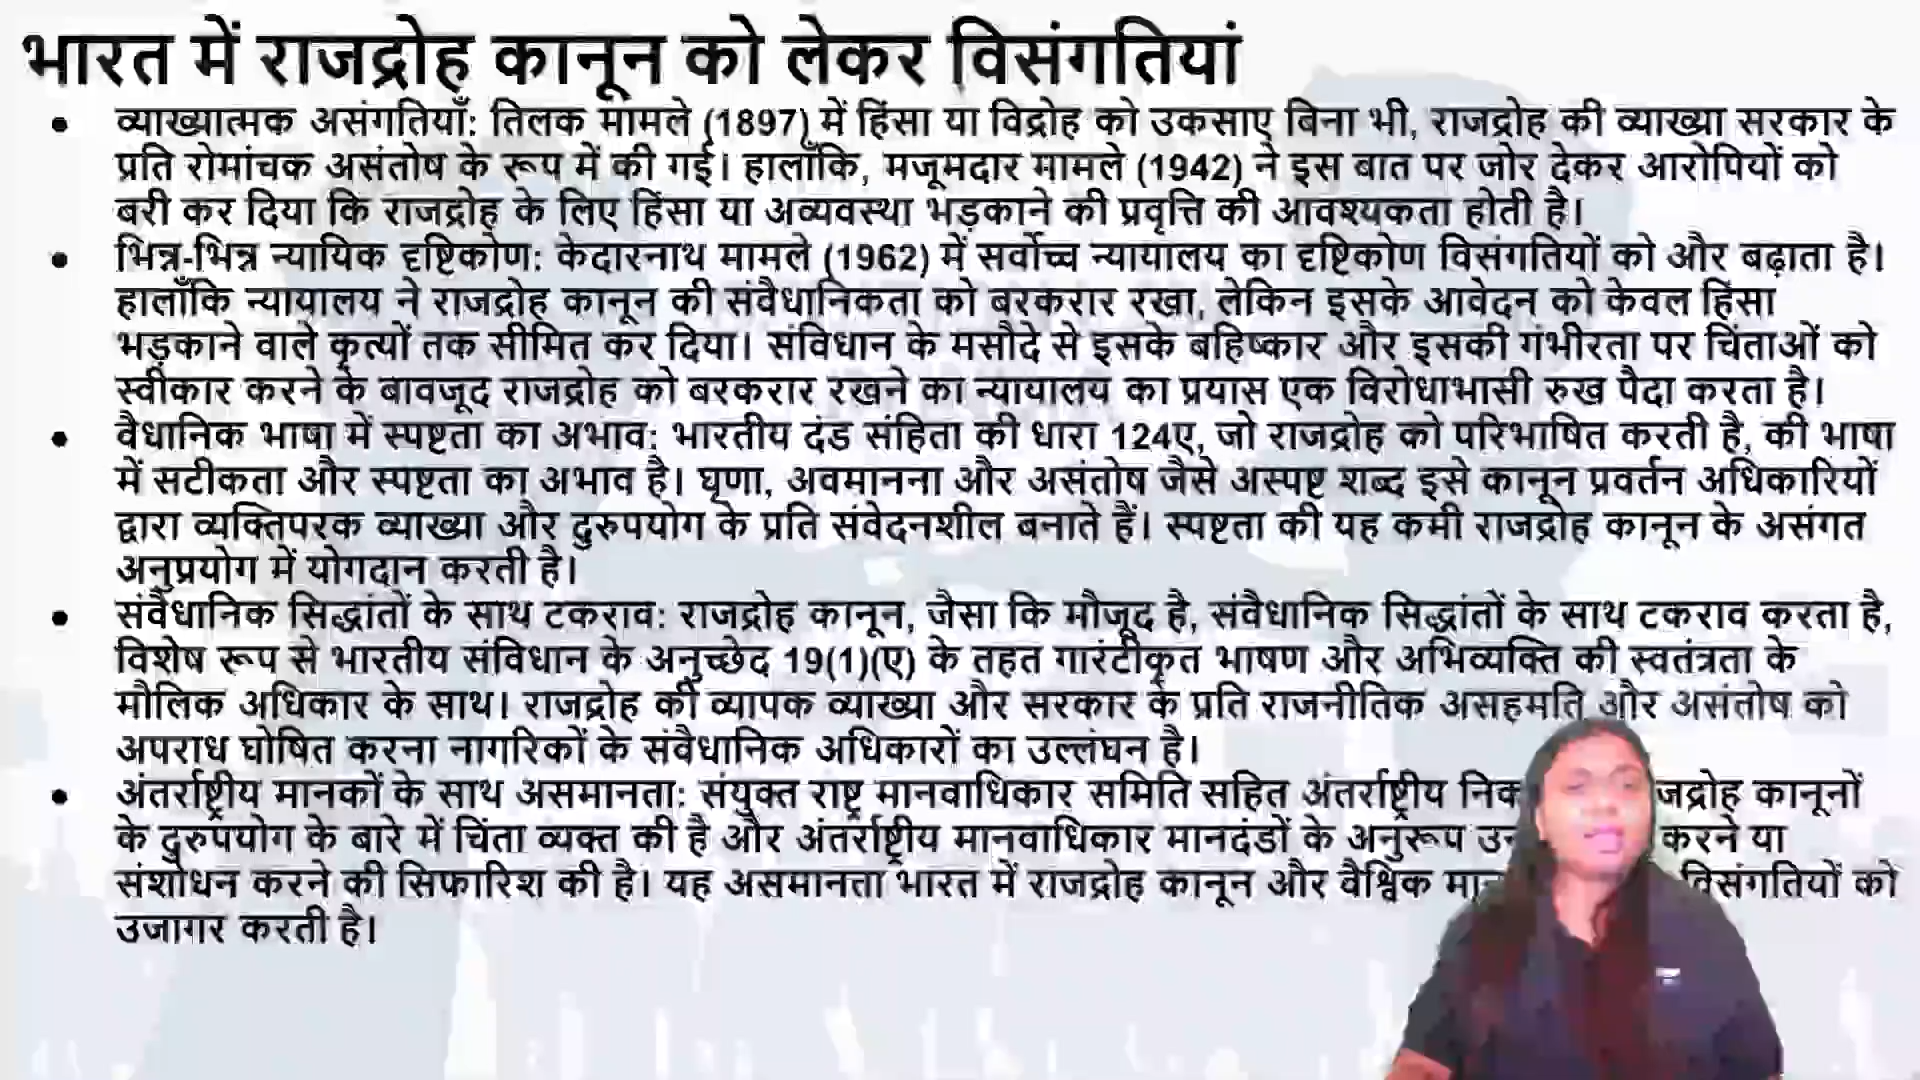 भारत में राजद्रोह कानून को लेकर विसंगतियां
• व्याख्यात्मक असंगतियाँ: तिलक मामले (1897) में हिंसा या विद्रोह को उकसाए बिना भी, राजद्रोह की व्याख्या सरकार के
प्रति रोमांचक असंतोष के रूप में की गई। हालाँकि, मजूमदार मामले (1942) ने इस बात पर जोर देकर आरोपियों को
बरी कर दिया कि राजद्रोह के लिए हिंसा या अव्यवस्था भड़काने की प्रवृत्ति की आवश्यकता होती है।
• भिन्न-भिन्न न्यायिक दृष्टिकोण: केदारनाथ मामले (1962) में सर्वोच्च न्यायालय का दृष्टिकोण विसंगतियों को और बढ़ाता है।
हालाँकि न्यायालय ने राजद्रोह कानून की संवैधानिकता को बरकरार रखा, लेकिन इसके आवेदन को केवल हिंसा
भड़काने वाले कृत्यों तक सीमित कर दिया। संविधान के मसौदे से इसके बहिष्कार और इसकी गंभीरता पर चिंताओं को
स्वीकार करने के बावजूद राजद्रोह को बरकरार रखने का न्यायालय का प्रयास एक विरोधाभासी रुख पैदा करता है।
• वैधानिक भाषा में स्पष्टता का अभाव: भारतीय दंड संहिता की धारा 124ए, जो राजद्रोह को परिभाषित करती है, की भाषा
में सटीकता और स्पष्टता का अभाव है। घृणा, अवमानना और असंतोष जैसे अस्पष्ट शब्द इसे कानून प्रवर्तन अधिकारियों
द्वारा व्यक्तिपरक व्याख्या और दुरुपयोग के प्रति संवेदनशील बनाते हैं। स्पष्टता की यह कमी राजद्रोह कानून के असंगत
अनुप्रयोग में योगदान करती है।
• संवैधानिक सिद्धांतों के साथ टकराव: राजद्रोह कानून, जैसा कि मौजूद है, संवैधानिक सिद्धांतों के साथ टकराव करता है,
विशेष रूप से भारतीय संविधान के अनुच्छेद 19(1)(ए) के तहत गारंटीकृत भाषण और अभिव्यक्ति की स्वतंत्रता के
मौलिक अधिकार के साथ। राजद्रोह की व्यापक व्याख्या और सरकार के प्रति राजनीतिक असहमति और असंतोष को
अपराध घोषित करना नागरिकों के संवैधानिक अधिकारों का उल्लंघन है।
• अंतर्राष्ट्रीय मानकों के साथ असमानता: संयुक्त राष्ट्र मानवाधिकार समिति सहित अंतर्राष्ट्रीय कानूनों
के दुरुपयोग के बारे में चिंता व्यक्त की है और अंतर्राष्ट्रीय मानवाधिकार मानदंडों के अनुरूप करने या
संशोधन करने की सिफारिश की है। यह असमानता भारत में राजद्रोह कानून और वैश्विक विसंगतियों को
उजागर करती है।